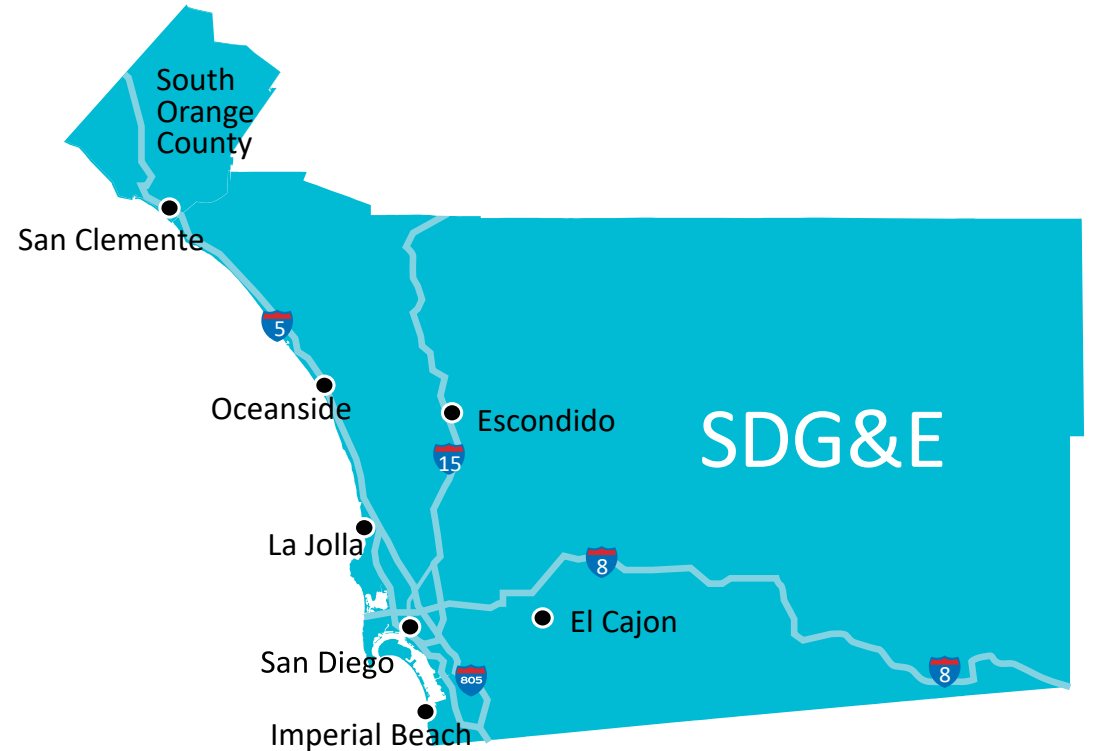 South
Orange
County
San Clemente
5
Oceanside
Escondido
SDG&E
15
La Jolla
8
El Cajon
San Diego
8
805
Imperial Beach